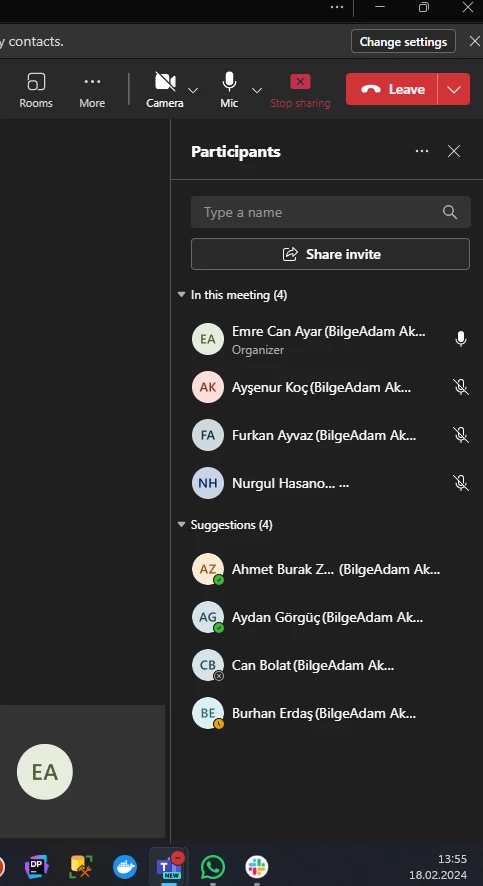 y contacts.
Change settings
Rooms
More
Camera
Mic
Stop sharing
Leave
Participants
Type a name
Share invite
In this meeting (4)
EA
Emre Can Ayar (BilgeAdam Ak...
Organizer
AK
Ayşenur Koç (BilgeAdam Ak...
FA
Furkan Ayvaz (BilgeAdam Ak...
NH
Nurgul Hasano... ...
Suggestions (4)
AZ
Ahmet Burak Z... (BilgeAdam Ak...
AG
Aydan Görgüç (BilgeAdam Ak...
CB
Can Bolat (BilgeAdam Ak...
BE
Burhan Erdaş (BilgeAdam Ak...
EA
DP
T
NEW
13:55
18.02.2024